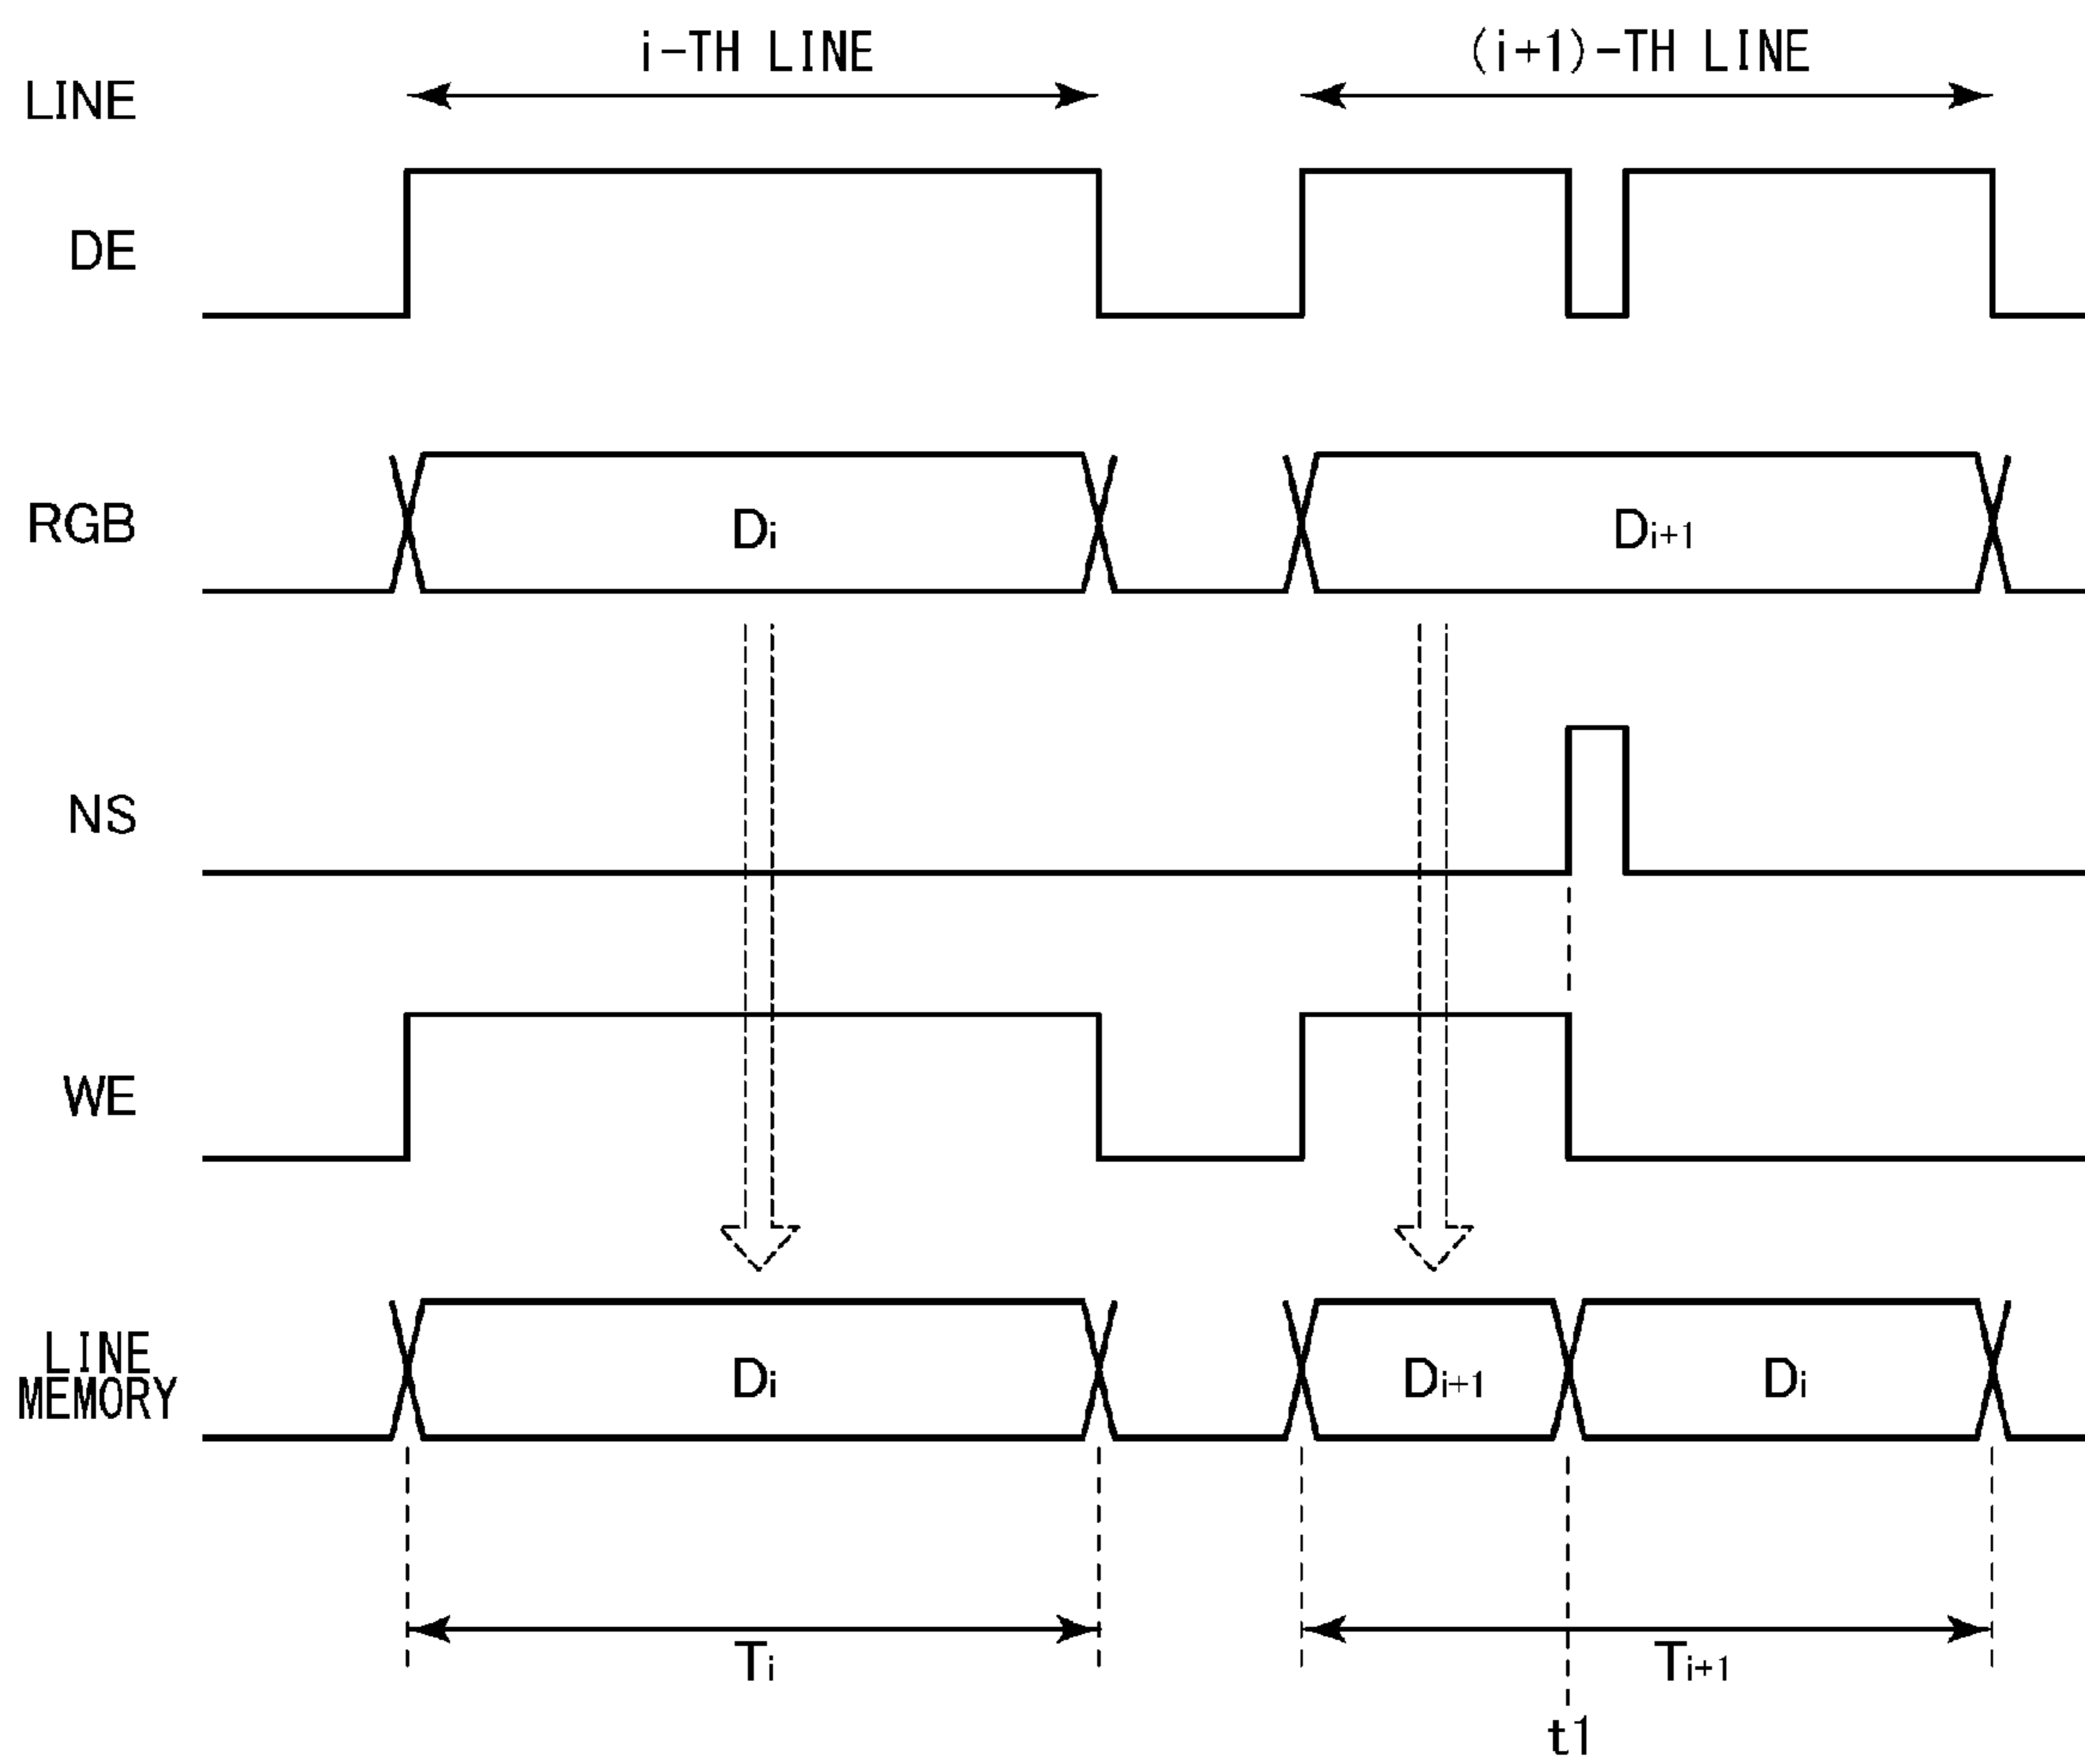 i-TH LINE
(i+1)-TH LINE
LINE
DE
RGB
Di
Di+1
NS
WE
LINE
MEMORY
Di
Di+1
Di
Ti
Ti+1
t1